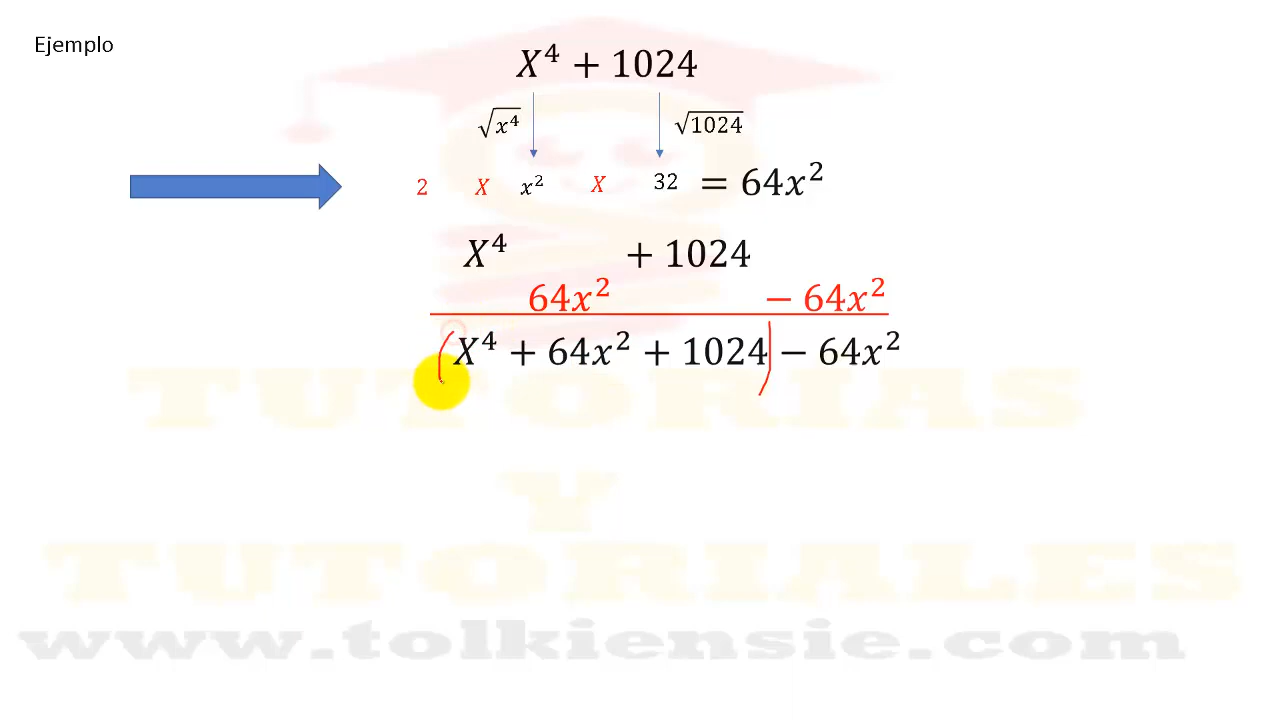 Ejemplo
X⁴ + 1024
√x⁴ √1024
2 X x² X 32 = 64x²
X⁴ + 1024
64x² − 64x²
(X⁴ + 64x² + 1024) − 64x²
TUTORIAS
Y
TUTORIALES
www.tolkiensie.com